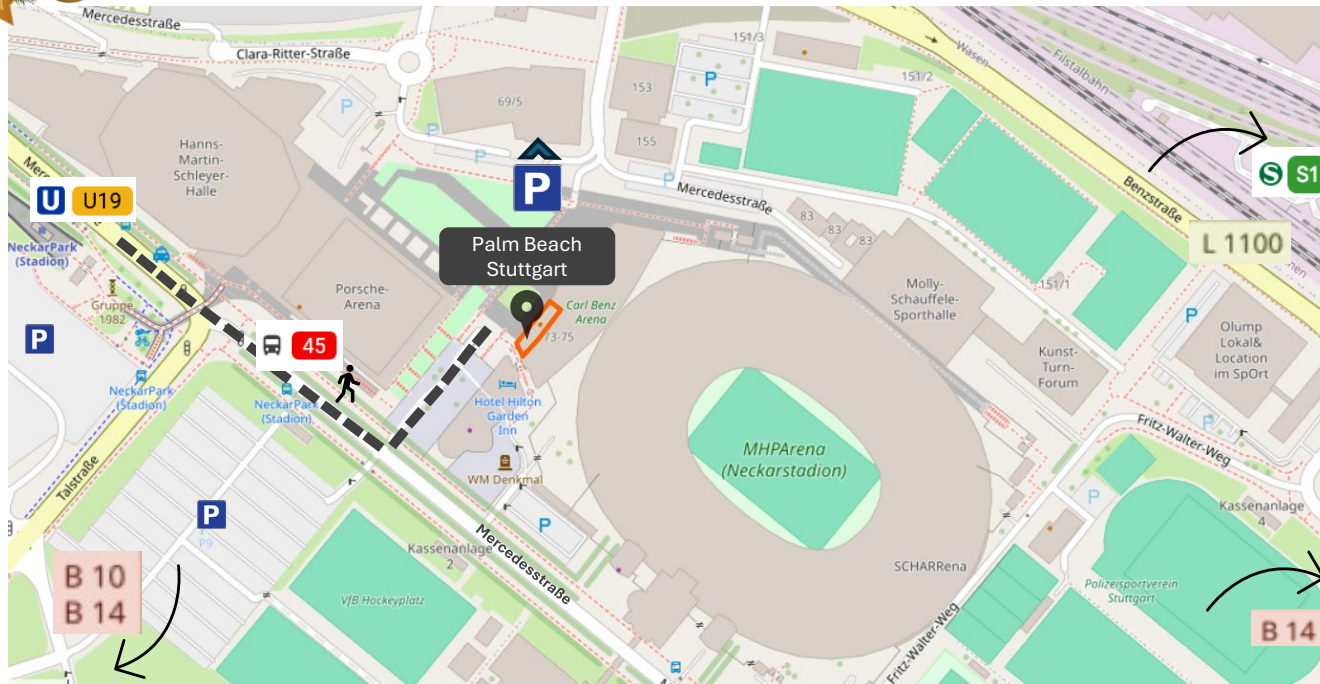 Mercedesstraße
Clara-Ritter-Straße
151/3
Wasen
Filstalbahn
151/2
P
P
153
69/5
P
155
P
P
Hanns-
Martin-
Schleyer-
Halle
P
Mercedesstraße
Benzstraße
S S1
U U19
83
83
83
L 1100
NeckarPark
(Stadion)
Palm Beach
Stuttgart
Gruppe
1982
Porsche-
Arena
Carl Benz
Arena
73-75
Molly-
Schauffele-
Sporthalle
151/1
P
P
45
Olump
Lokal&
Location
im SpOrt
Kunst-
Turn-
Forum
NeckarPark
(Stadion)
NeckarPark
(Stadion)
Hotel Hilton
Garden
Inn
P
Fritz-Walter-Weg
MHPArena
(Neckarstadion)
WM Denkmal
Talstraße
P
P9
P
P
Kassenanlage
4
Mercedesstraße
Kassenanlage
2
SCHARRena
B 10
B 14
VfB Hockeyplatz
Polizeisportverein
Stuttgart
Fritz-Walter-Weg
B 14